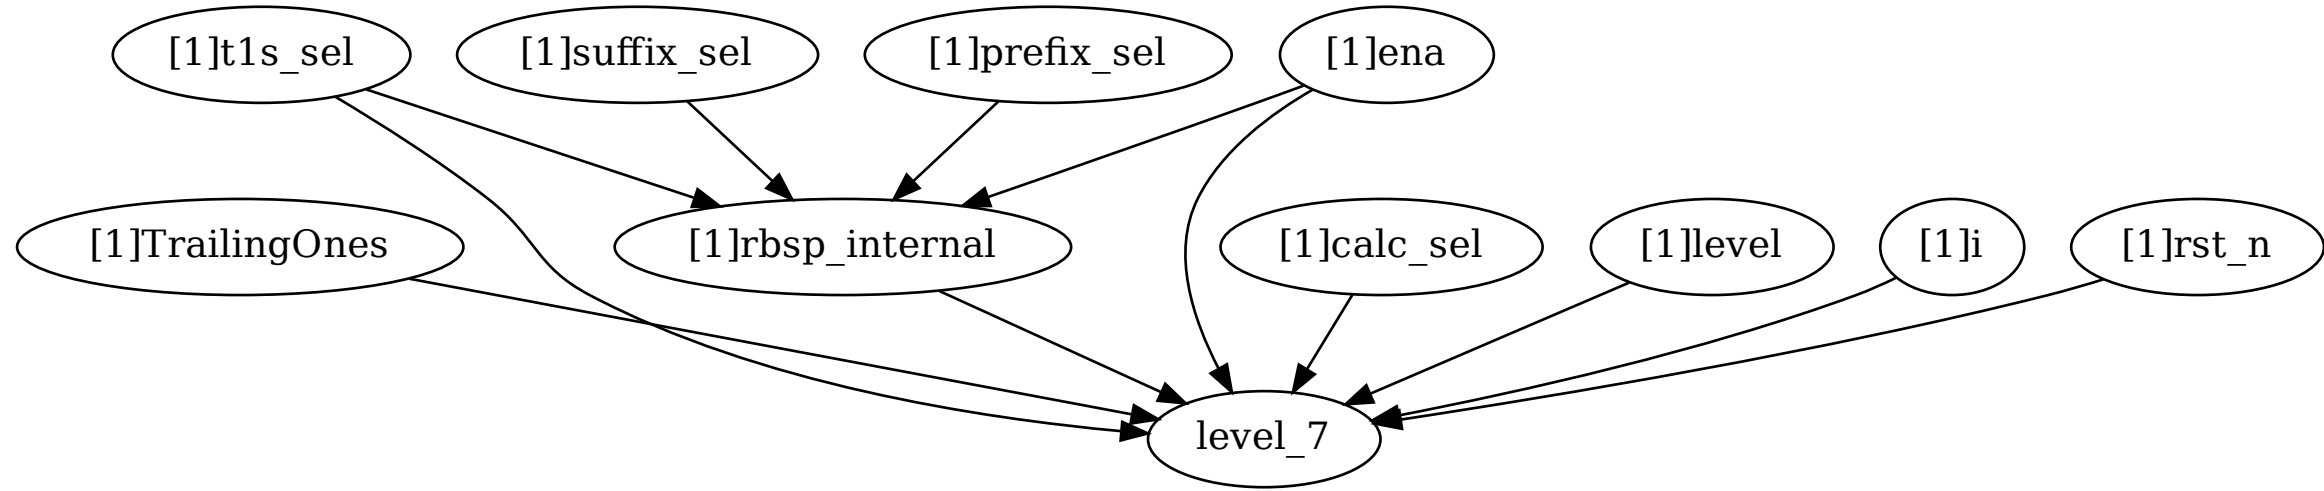 [1]t1s_sel
[1]suffix_sel
[1]prefix_sel
[1]ena
[1]TrailingOnes
[1]rbsp_internal
[1]calc_sel
[1]level
[1]i
[1]rst_n
level_7